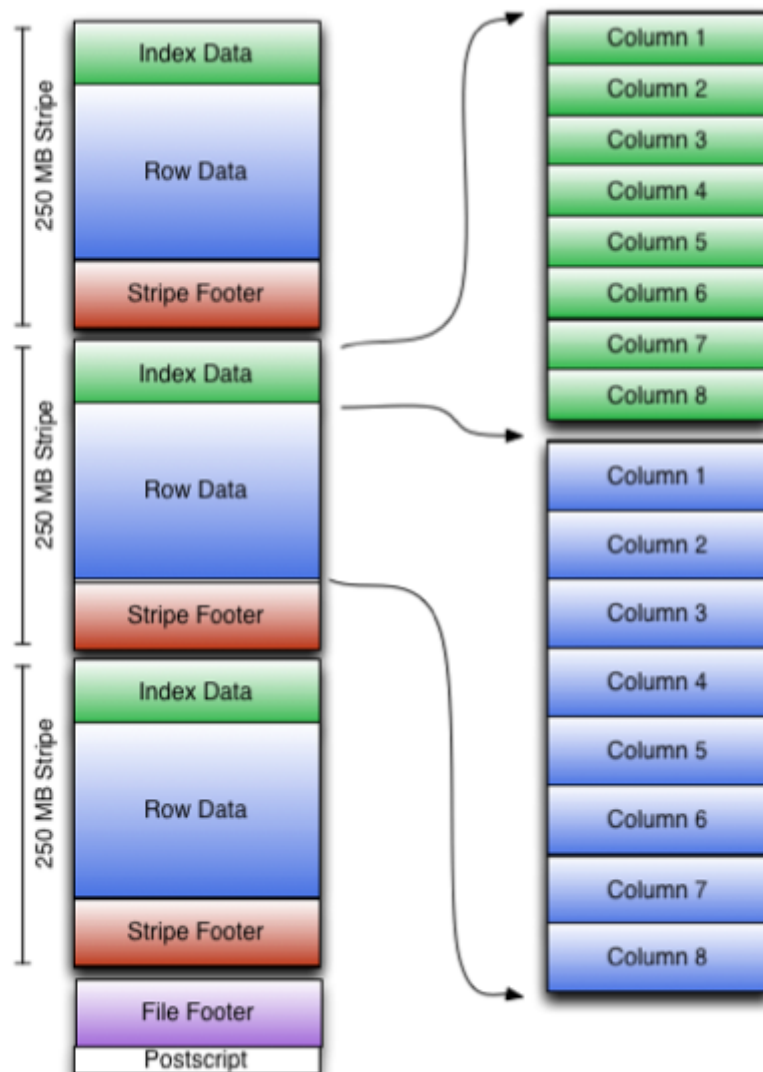 250 MB Stripe
Index Data
Row Data
Stripe Footer
250 MB Stripe
Index Data
Row Data
Stripe Footer
250 MB Stripe
Index Data
Row Data
Stripe Footer
File Footer
Postscript
Column 1
Column 2
Column 3
Column 4
Column 5
Column 6
Column 7
Column 8
Column 1
Column 2
Column 3
Column 4
Column 5
Column 6
Column 7
Column 8